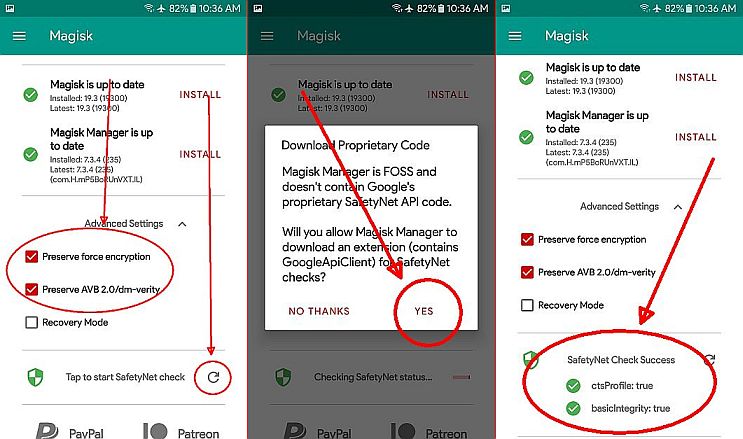 82% 10:36 AM
Magisk
Magisk is up to date
Installed: 19.3 (19300)
Latest: 19.3 (19300)
INSTALL
Magisk Manager is up
to date
Installed: 7.3.4 (235)
Latest: 7.3.4 (235)
(com.H.mP5BoRUnVXT.IL)
INSTALL
Advanced Settings
Preserve force encryption
Preserve AVB 2.0/dm-verity
Recovery Mode
Tap to start SafetyNet check
PayPal
Patreon
82% 10:36 AM
Magisk
Magisk is up to date
Installed: 19.3 (19300)
Latest: 19.3 (19300)
INSTALL
Download Proprietary Code
Magisk Manager is FOSS and
doesn't contain Google's
proprietary SafetyNet API code.
Will you allow Magisk Manager to
download an extension (contains
GoogleApiClient) for SafetyNet
checks?
NO THANKS
YES
Checking SafetyNet status...
PayPal
Patreon
82% 10:36 AM
Magisk
Magisk is up to date
Installed: 19.3 (19300)
Latest: 19.3 (19300)
INSTALL
Magisk Manager is up
to date
Installed: 7.3.4 (235)
Latest: 7.3.4 (235)
(com.H.mP5BoRUnVXT.IL)
INSTALL
Advanced Settings
Preserve force encryption
Preserve AVB 2.0/dm-verity
Recovery Mode
SafetyNet Check Success
ctsProfile: true
basicIntegrity: true